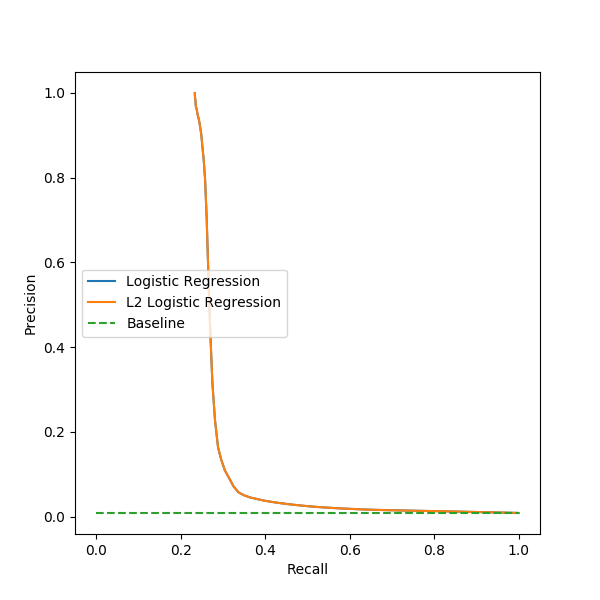 1.0
0.8
0.6
0.4
0.2
0.0
Precision
Logistic Regression
L2 Logistic Regression
Baseline
0.0 0.2 0.4 0.6 0.8 1.0
Recall